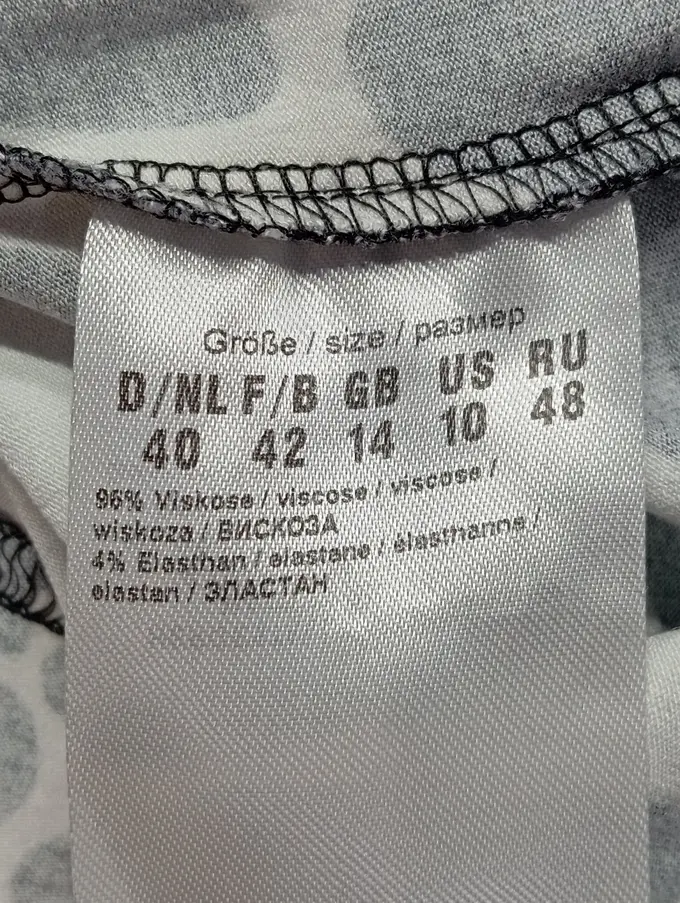 Größe / size / размер
D/NL F/B GB US RU
40 42 14 10 48
96% Viskose / viscose / viscose /
wiskoza / ВИСКОЗА
4% Elasthan / elastane / élasthanne /
elastan / ЭЛАСТАН